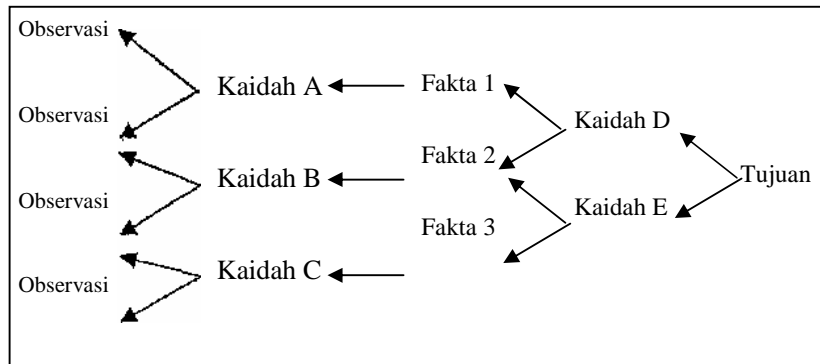 Observasi
Observasi
Observasi
Observasi
Kaidah A
Kaidah B
Kaidah C
Fakta 1
Fakta 2
Fakta 3
Kaidah D
Kaidah E
Tujuan